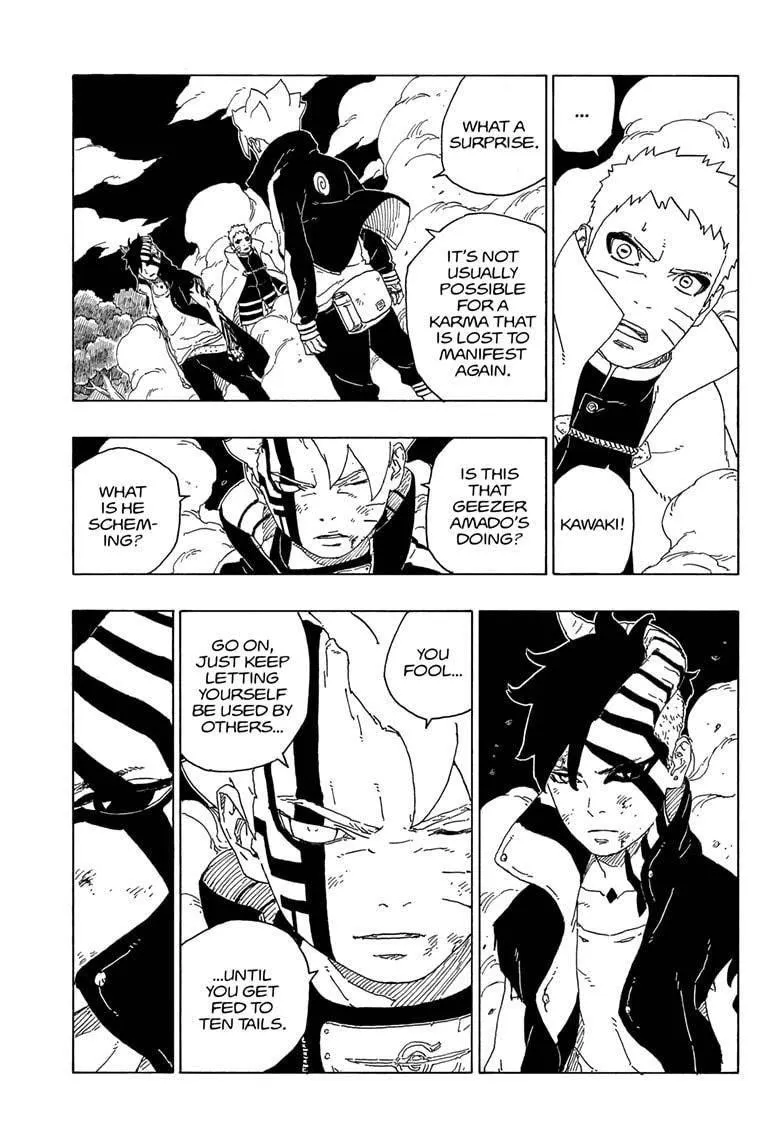 ...
KAWAKI!
WHAT A
SURPRISE.
IT'S NOT
USUALLY
POSSIBLE
FOR A
KARMA THAT
IS LOST TO
MANIFEST
AGAIN.
IS THIS
THAT
GEEZER
AMADO'S
DOING?
WHAT
IS HE
SCHEM-
ING?
YOU
FOOL...
GO ON,
JUST KEEP
LETTING
YOURSELF
BE USED BY
OTHERS...
...UNTIL
YOU GET
FED TO
TEN TAILS.